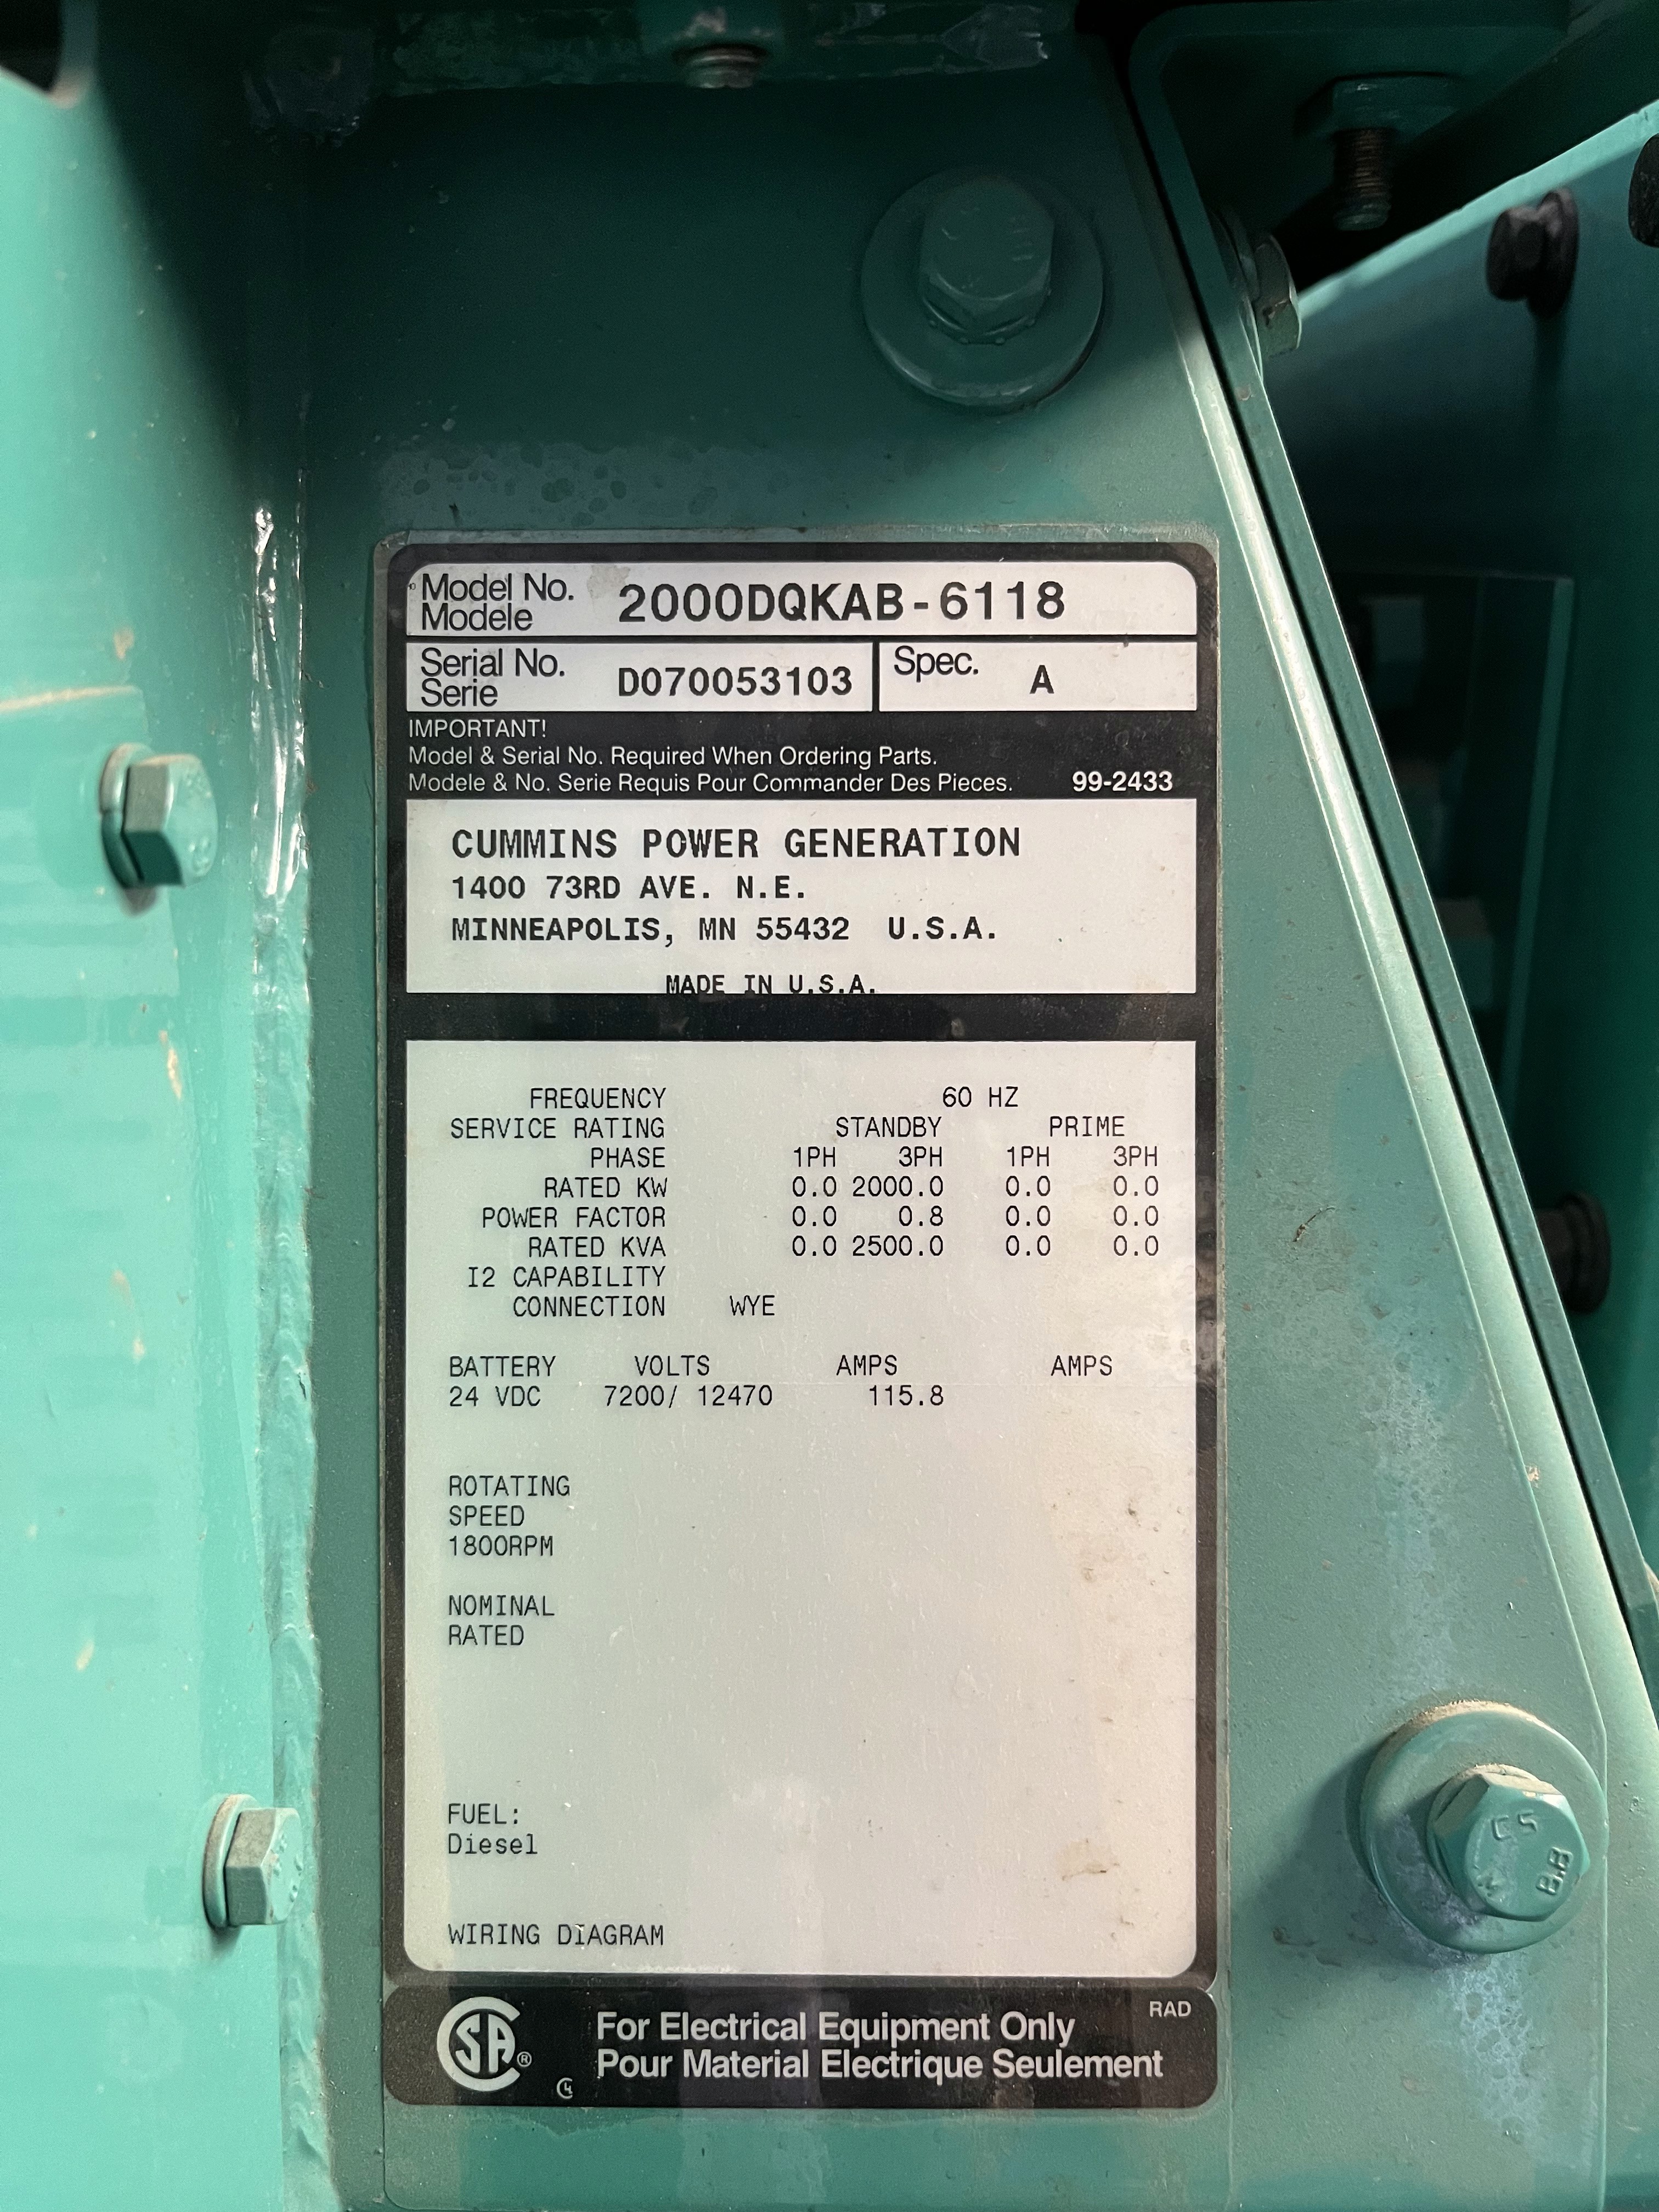 Model No. 2000DQKAB-6118
Modele
Serial No. D070053103 Spec. A
Serie
IMPORTANT!
Model & Serial No. Required When Ordering Parts.
Modele & No. Serie Requis Pour Commander Des Pieces. 99-2433
CUMMINS POWER GENERATION
1400 73RD AVE. N.E.
MINNEAPOLIS, MN 55432 U.S.A.
MADE IN U.S.A.
FREQUENCY 60 HZ
SERVICE RATING STANDBY PRIME
PHASE 1PH 3PH 1PH 3PH
RATED KW 0.0 2000.0 0.0 0.0
POWER FACTOR 0.0 0.8 0.0 0.0
RATED KVA 0.0 2500.0 0.0 0.0
I2 CAPABILITY
CONNECTION WYE
BATTERY VOLTS AMPS AMPS
24 VDC 7200/ 12470 115.8
ROTATING
SPEED
1800RPM
NOMINAL
RATED
FUEL:
Diesel
WIRING DIAGRAM
RAD
SA®
For Electrical Equipment Only
Pour Material Electrique Seulement
B.B